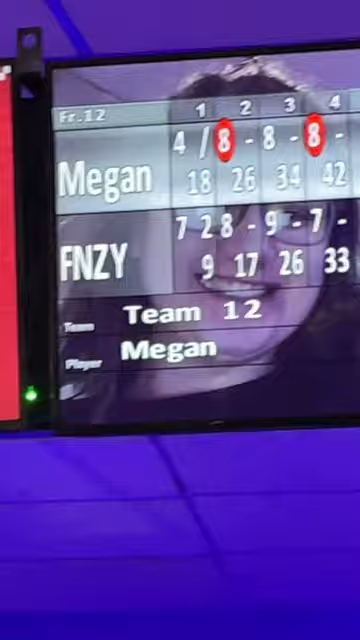 Fr.12 1 2 3 4
4 / 8 - 8 - 8 -
Megan 18 26 34 42
7 2 8 - 9 - 7 -
FNZY 9 17 26 33
Team Team 12
Player Megan